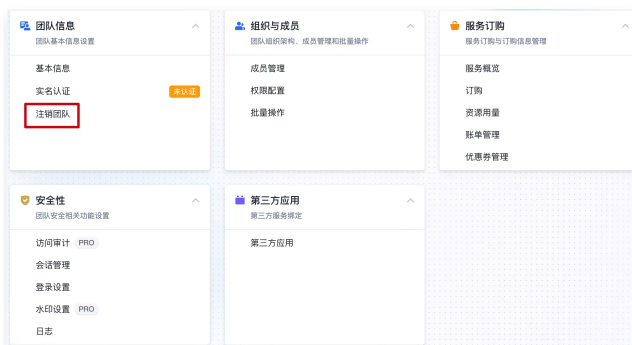 团队信息
团队基本信息设置
基本信息
实名认证
未认证
注销团队
组织与成员
团队组织架构、成员管理和批量操作
成员管理
权限配置
批量操作
服务订购
服务订购与订购信息管理
服务概览
订购
资源用量
账单管理
优惠券管理
安全性
团队安全相关功能设置
访问审计 PRO
会话管理
登录设置
水印设置 PRO
日志
第三方应用
第三方服务绑定
第三方应用